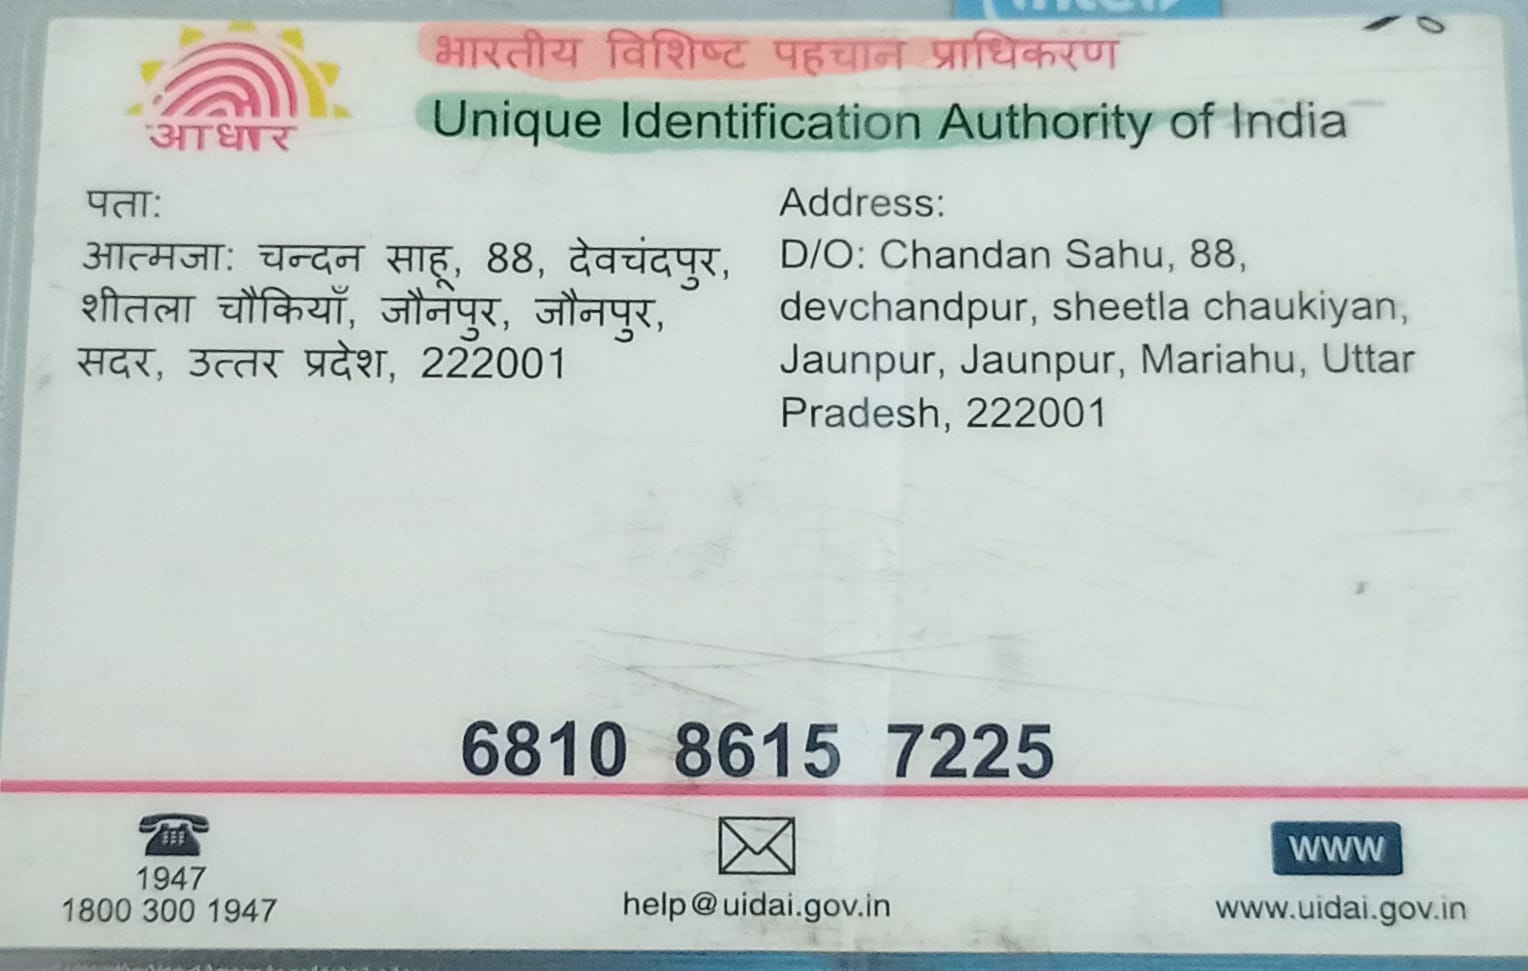 भारतीय विशिष्ट पहचान प्राधिकरण
Unique Identification Authority of India
आधार
पता:
आत्मजा: चन्दन साहू, 88, देवचंदपुर,
शीतला चौकियाँ, जौनपुर, जौनपुर,
सदर, उत्तर प्रदेश, 222001
Address:
D/O: Chandan Sahu, 88,
devchandpur, sheetla chaukiyan,
Jaunpur, Jaunpur, Mariahu, Uttar
Pradesh, 222001
6810 8615 7225
1947
1800 300 1947
help@uidai.gov.in
www
www.uidai.gov.in